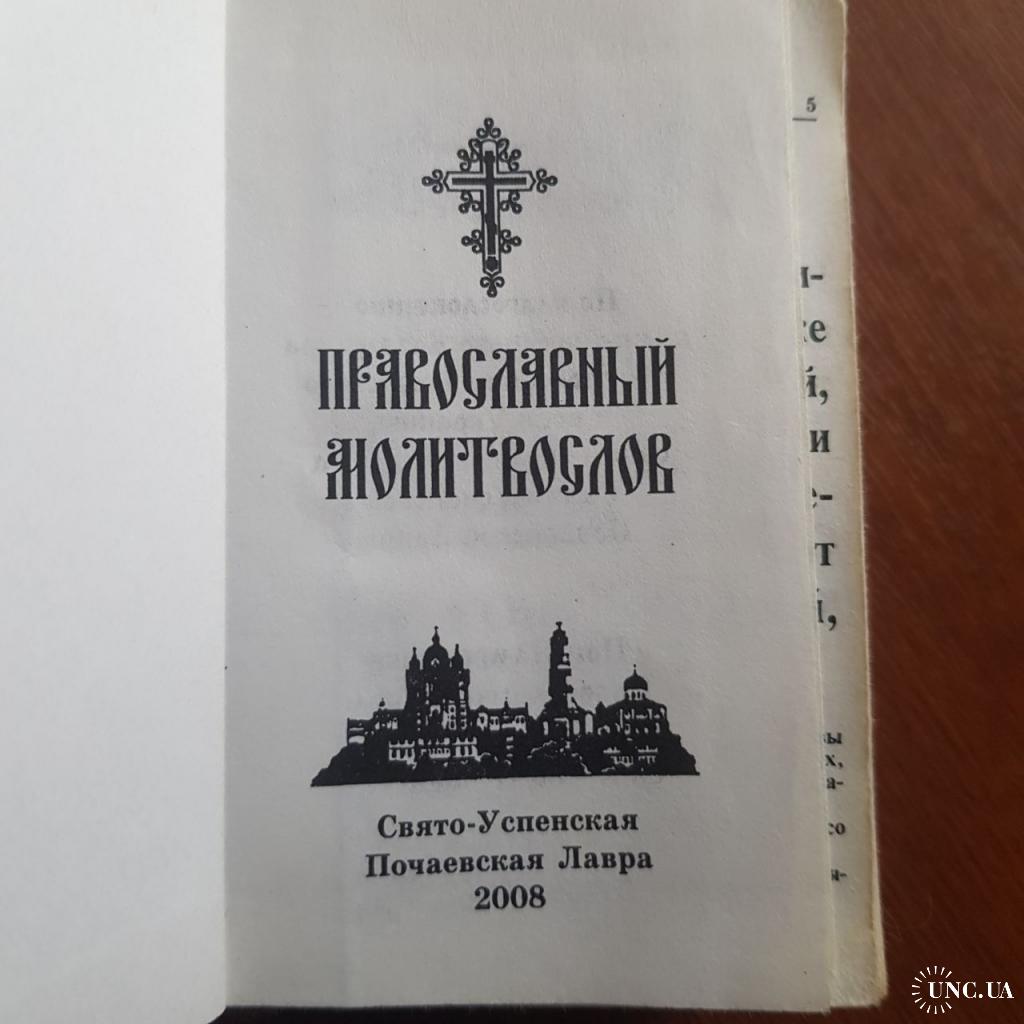 ПРАВОСЛАВНЫЙ
МОЛИТВОСЛОВ
Свято-Успенская
Почаевская Лавра
2008
5
й,
и
е-
т
UNC.UA